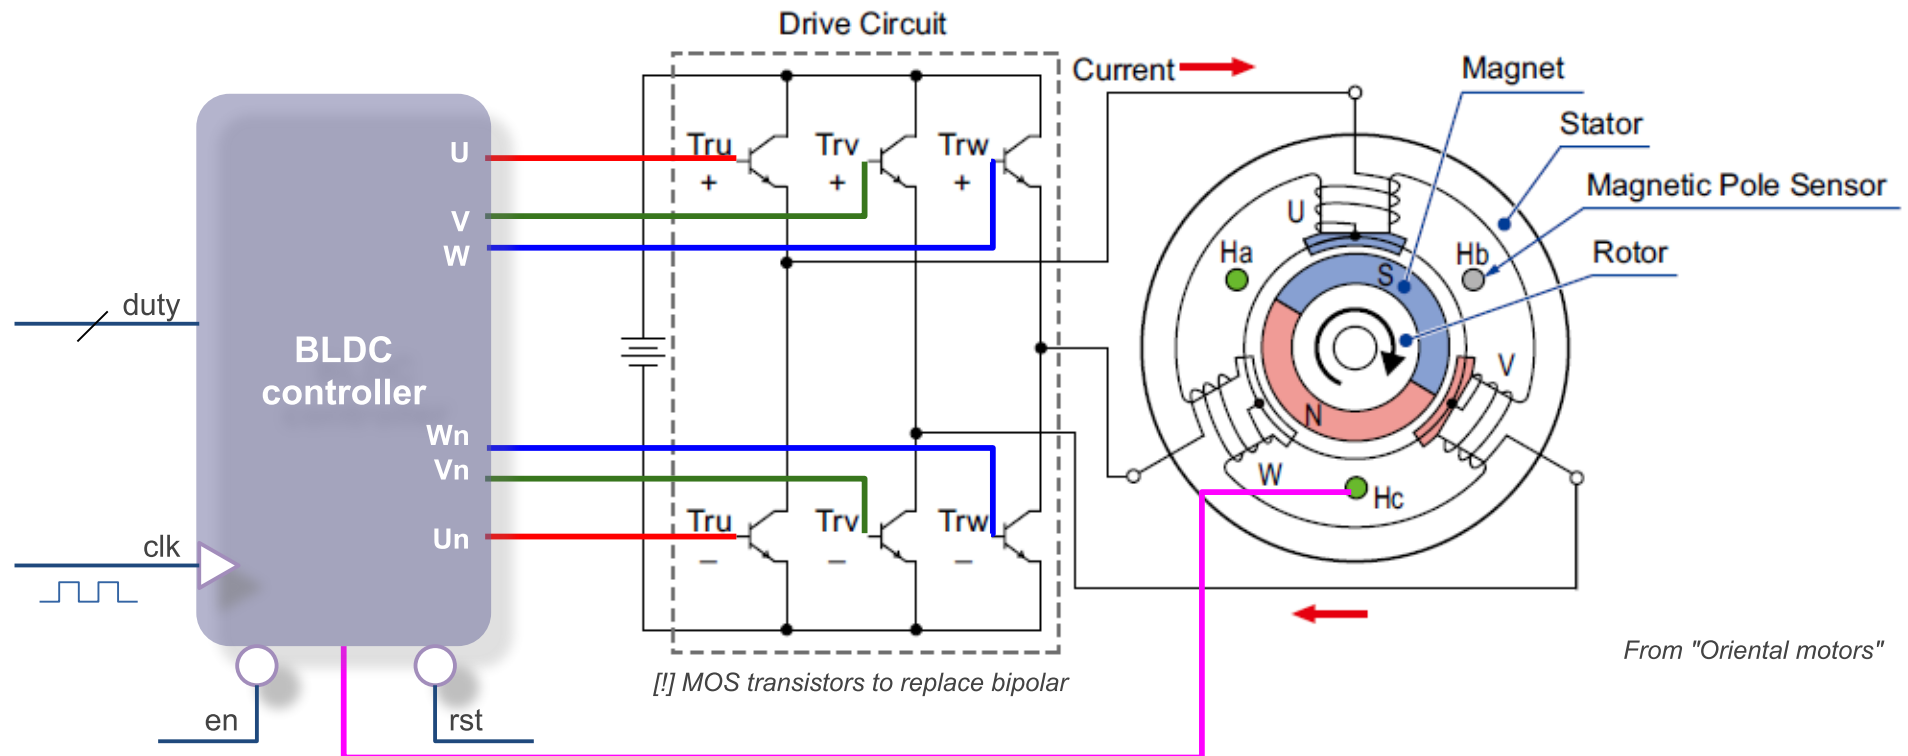 Drive Circuit
Current
Magnet
Stator
Magnetic Pole Sensor
Rotor
U
V
W
Tru
+
Trv
+
Trw
+
U
Ha
Hb
S
duty
BLDC
controller
V
N
W
Hc
Wn
Vn
Un
Tru
–
Trv
–
Trw
–
clk
From "Oriental motors"
[!] MOS transistors to replace bipolar
en
rst